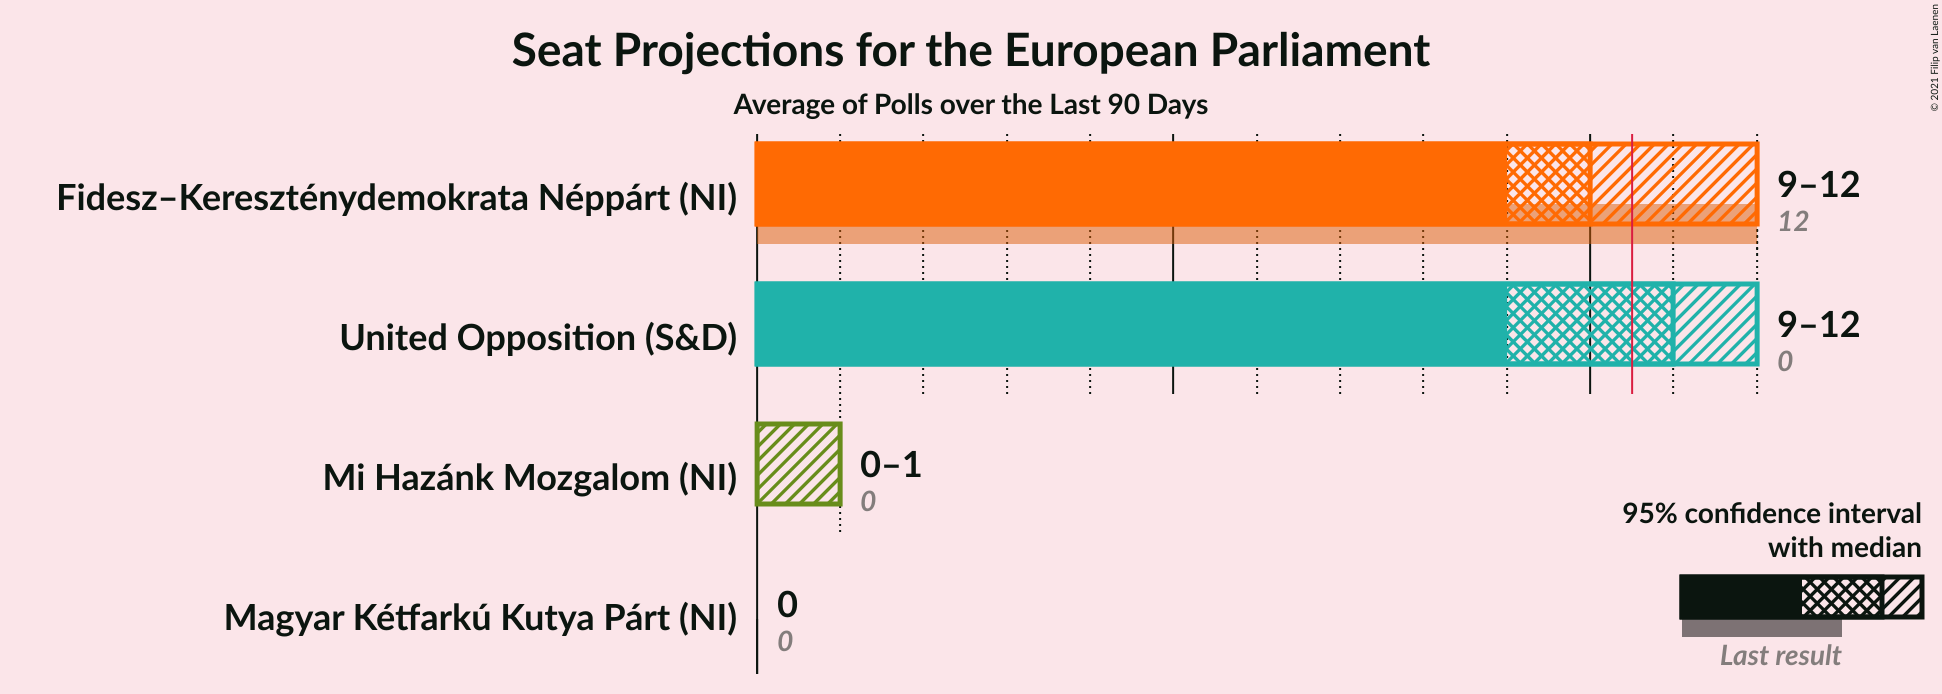 Seat Projections for the European Parliament
Average of Polls over the Last 90 Days
© 2021 Filip van Laenen
Fidesz–Kereszténydemokrata Néppárt (NI)
9–12
12
United Opposition (S&D)
9–12
0
Mi Hazánk Mozgalom (NI)
0–1
0
Magyar Kétfarkú Kutya Párt (NI)
0
0
95% confidence interval
with median
Last result